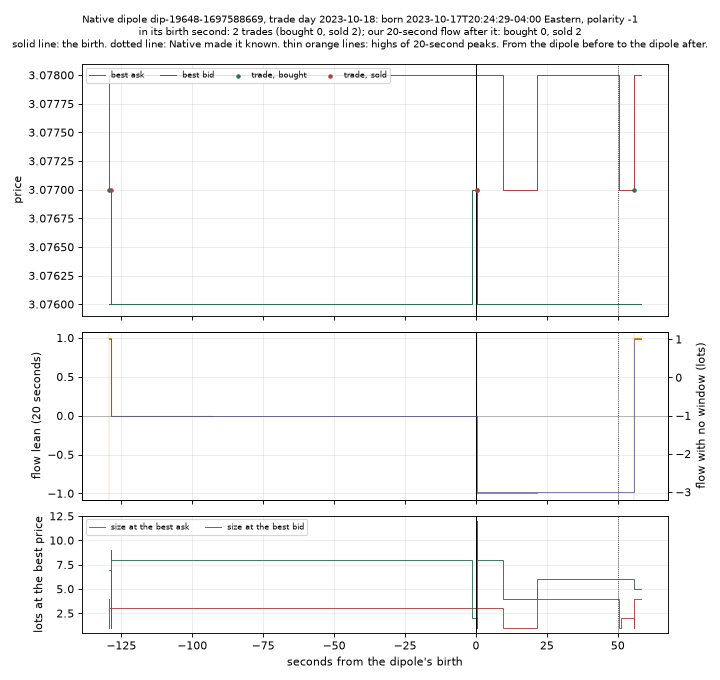 Native dipole dip-19648-1697588669, trade day 2023-10-18: born 2023-10-17T20:24:29-04:00 Eastern, polarity -1
in its birth second: 2 trades (bought 0, sold 2); our 20-second flow after it: bought 0, sold 2
solid line: the birth. dotted line: Native made it known. thin orange lines: highs of 20-second peaks. From the dipole before to the dipole after.
best ask best bid trade, bought trade, sold
3.07800
3.07775
3.07750
3.07725
3.07700
3.07675
3.07650
3.07625
3.07600
price
1.0
0.5
0.0
−0.5
−1.0
flow lean (20 seconds)
1
0
−1
−2
−3
flow with no window (lots)
size at the best ask size at the best bid
12.5
10.0
7.5
5.0
2.5
lots at the best price
−125 −100 −75 −50 −25 0 25 50
seconds from the dipole's birth